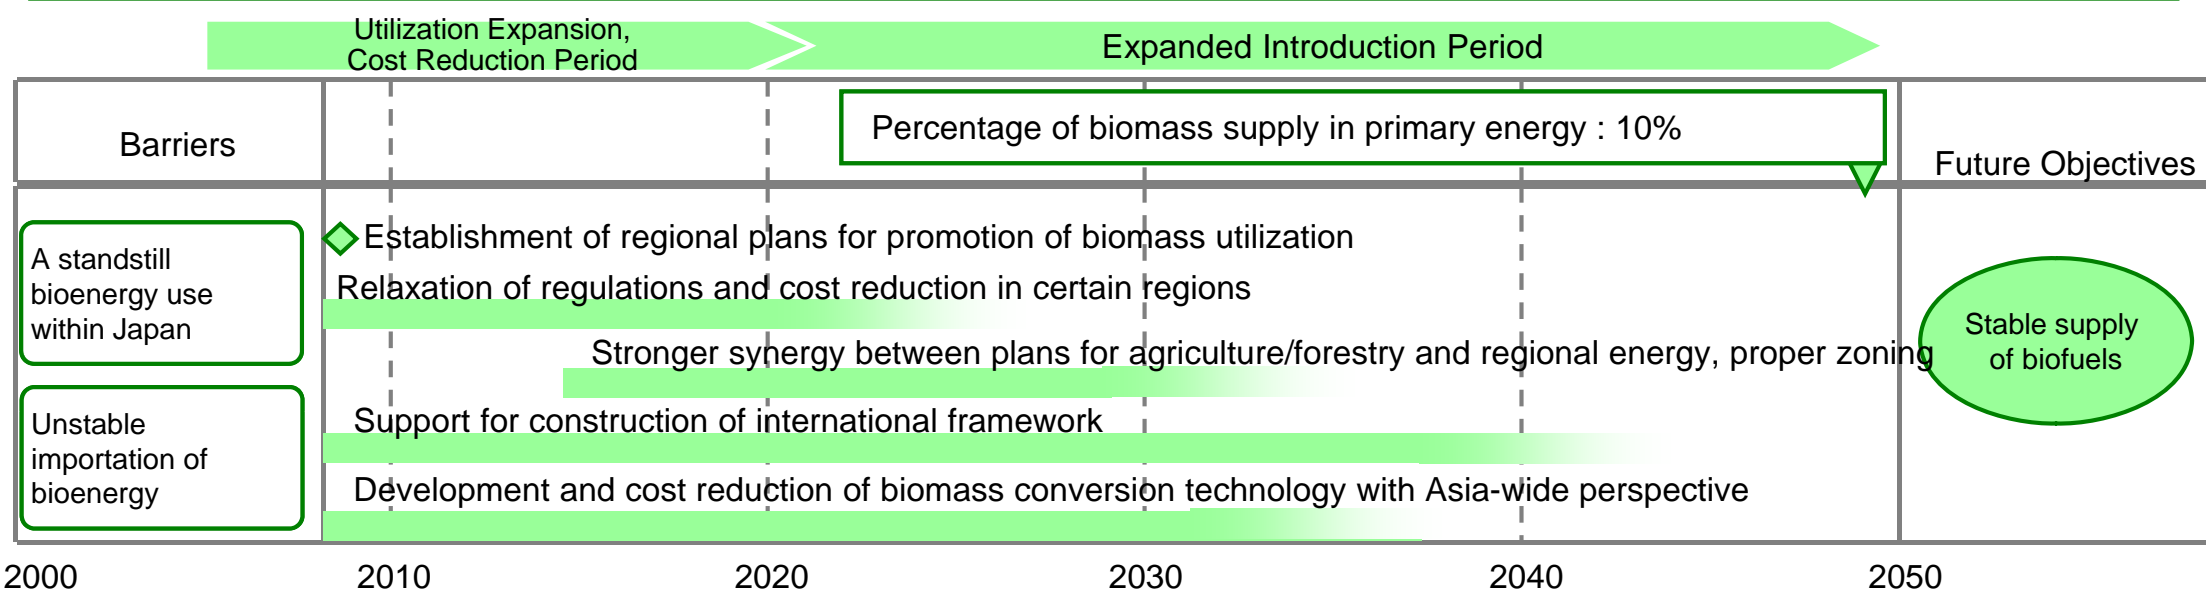 Utilization Expansion,
Cost Reduction Period
Expanded Introduction Period
Barriers
Percentage of biomass supply in primary energy : 10%
Future Objectives
A standstill
bioenergy use
within Japan
Unstable
importation of
bioenergy
Establishment of regional plans for promotion of biomass utilization
Relaxation of regulations and cost reduction in certain regions
Stronger synergy between plans for agriculture/forestry and regional energy, proper zoning
Support for construction of international framework
Development and cost reduction of biomass conversion technology with Asia-wide perspective
Stable supply
of biofuels
2000 2010 2020 2030 2040 2050